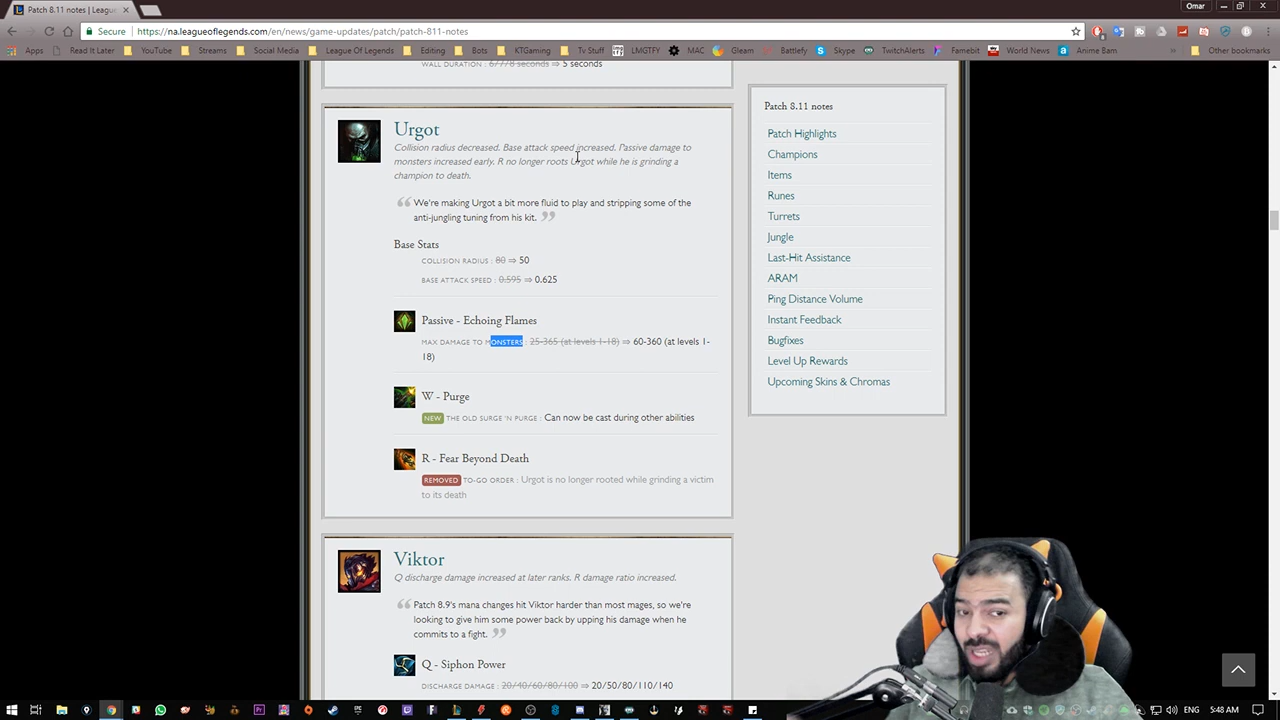 Patch 8.11 notes | Leagu
Omar
Secure
https://na.leagueoflegends.com/en/news/game-updates/patch/patch-811-notes
Apps
Read It Later
YouTube
Streams
Social Media
League Of Legends
Editing
Bots
KTGaming
Tv Stuff
LMGTFY
MAC
Gleam
Battlefy
Skype
TwitchAlerts
Famebit
World News
Anime Bam
Other bookmarks
WALL DURATION : 6/7/7/8 seconds ⇒ 5 seconds
Urgot
Collision radius decreased. Base attack speed increased. Passive damage to
monsters increased early. R no longer roots Urgot while he is grinding a
champion to death.
We're making Urgot a bit more fluid to play and stripping some of the
anti-jungling tuning from his kit.
Base Stats
COLLISION RADIUS : 80 ⇒ 50
BASE ATTACK SPEED : 0.595 ⇒ 0.625
Passive - Echoing Flames
MAX DAMAGE TO MONSTERS : 25-365 (at levels 1-18) ⇒ 60-360 (at levels 1-
18)
W - Purge
NEW THE OLD SURGE 'N PURGE : Can now be cast during other abilities
R - Fear Beyond Death
REMOVED TO-GO ORDER : Urgot is no longer rooted while grinding a victim
to its death
Viktor
Q discharge damage increased at later ranks. R damage ratio increased.
Patch 8.9's mana changes hit Viktor harder than most mages, so we're
looking to give him some power back by upping his damage when he
commits to a fight.
Q - Siphon Power
DISCHARGE DAMAGE : 20/40/60/80/100 ⇒ 20/50/80/110/140
Patch 8.11 notes
Patch Highlights
Champions
Items
Runes
Turrets
Jungle
Last-Hit Assistance
ARAM
Ping Distance Volume
Instant Feedback
Bugfixes
Level Up Rewards
Upcoming Skins & Chromas
ENG
5:48 AM